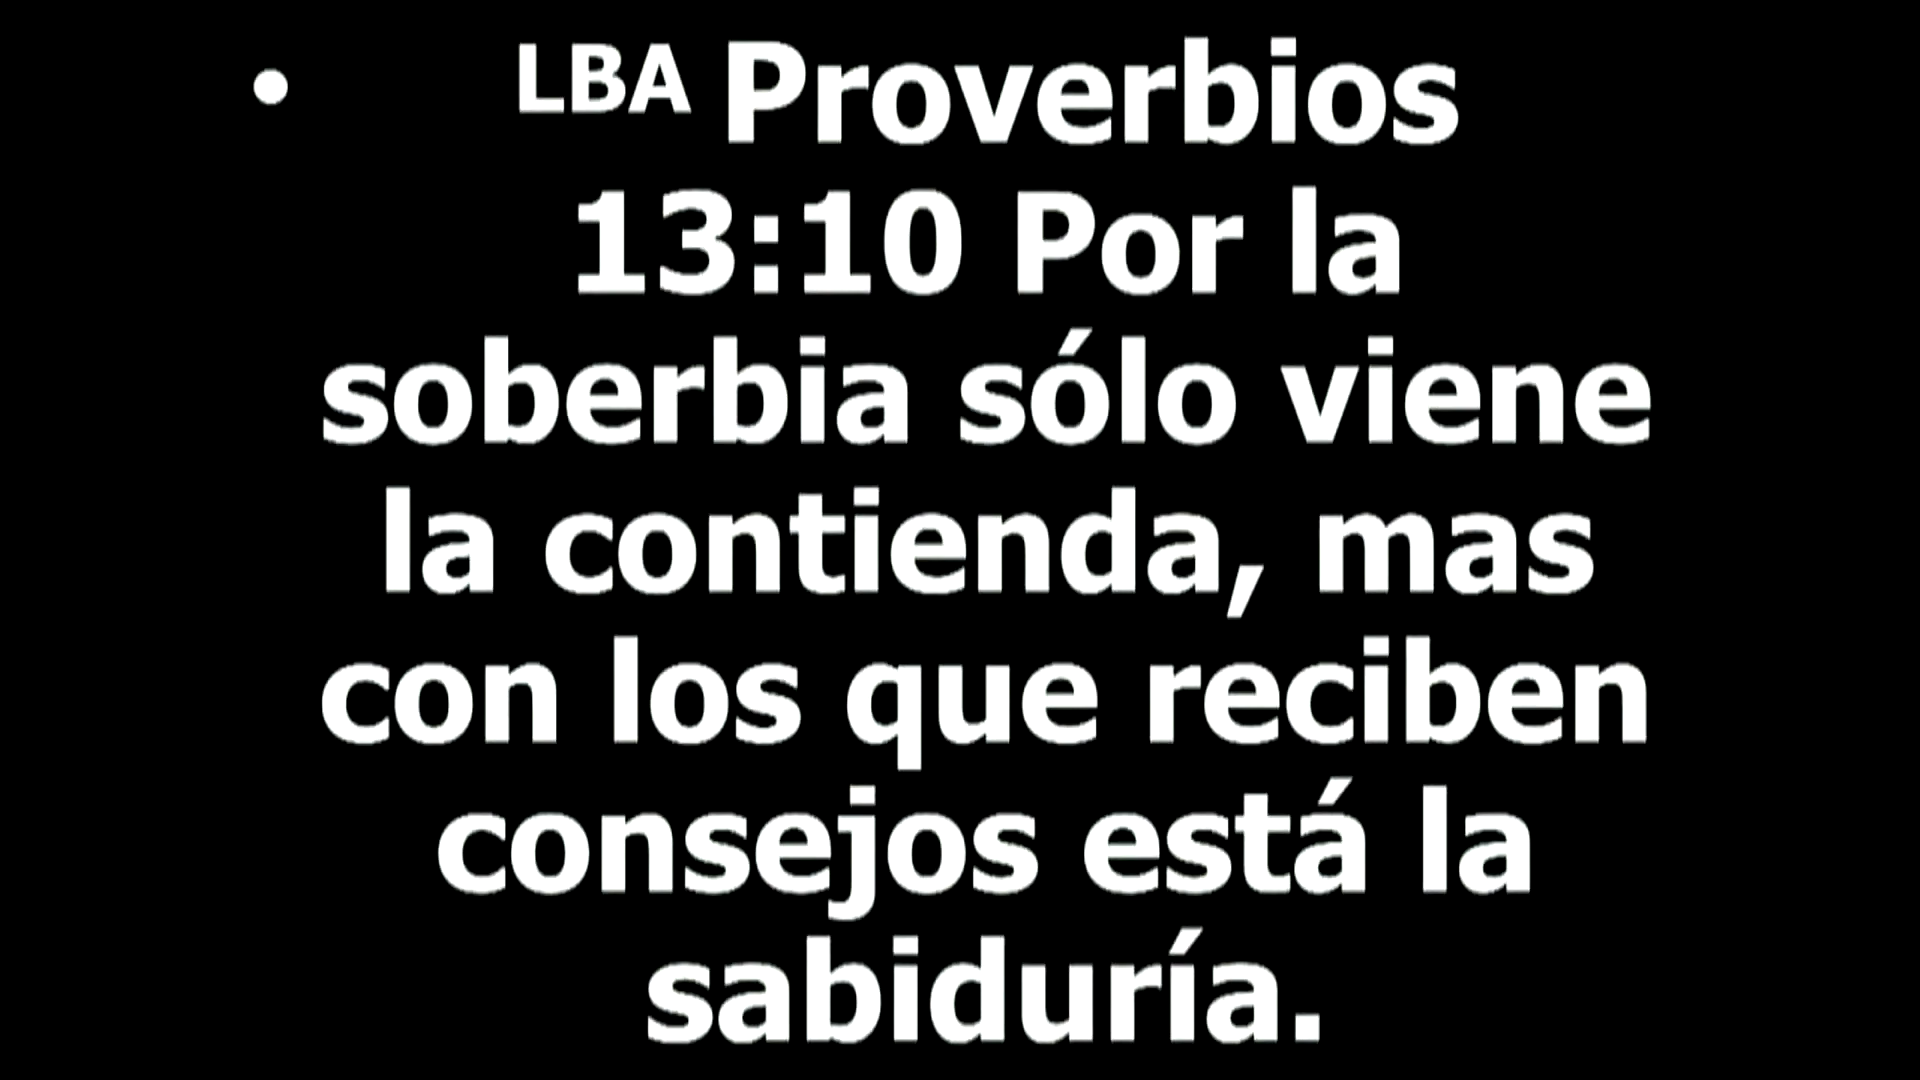 • LBA Proverbios
13:10 Por la
soberbia sólo viene
la contienda, mas
con los que reciben
consejos está la
sabiduría.